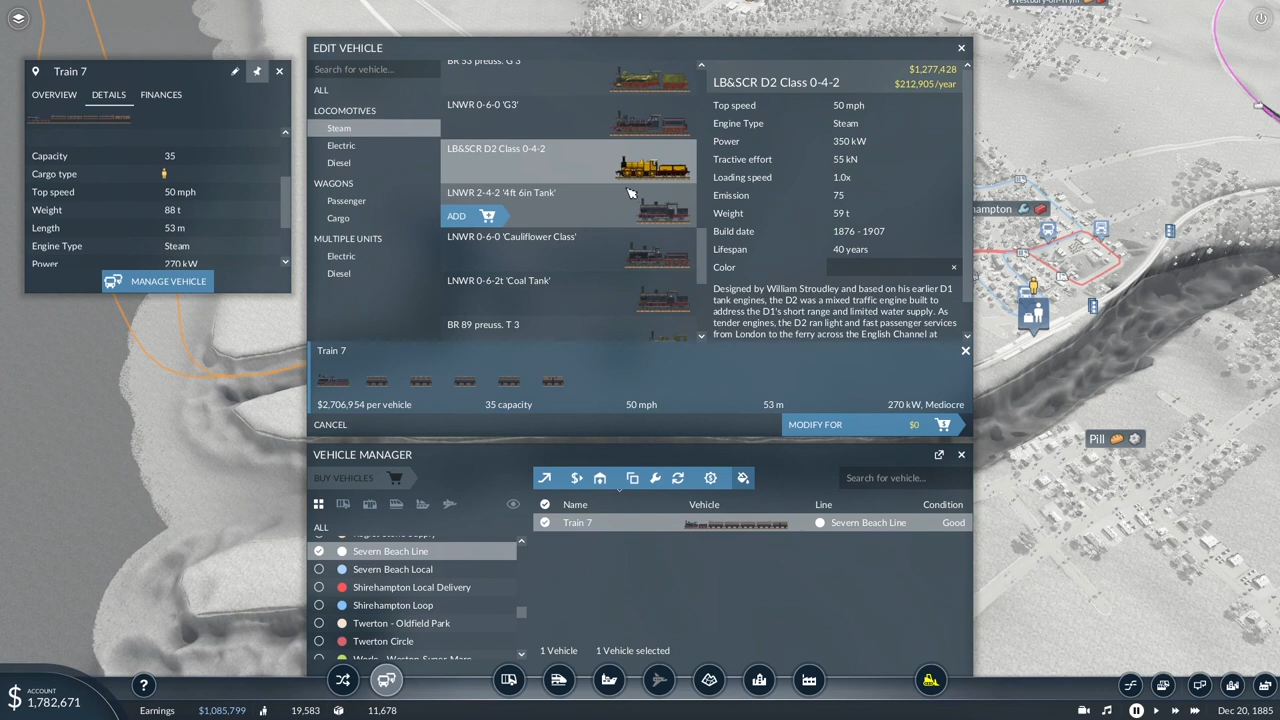 Train 7
OVERVIEW DETAILS FINANCES
Capacity 35
Cargo type
Top speed 50 mph
Weight 88 t
Length 53 m
Engine Type Steam
Power 270 kW
MANAGE VEHICLE
EDIT VEHICLE
Search for vehicle...
ALL
LOCOMOTIVES
Steam
Electric
Diesel
WAGONS
Passenger
Cargo
MULTIPLE UNITS
Electric
Diesel
BR 53 preuss. G 3
LNWR 0-6-0 'G3'
LB&SCR D2 Class 0-4-2
LNWR 2-4-2 '4ft 6in Tank'
ADD
LNWR 0-6-0 'Cauliflower Class'
LNWR 0-6-2t 'Coal Tank'
BR 89 preuss. T 3
$1,277,428
LB&SCR D2 Class 0-4-2
$212,905/year
Top speed 50 mph
Engine Type Steam
Power 350 kW
Tractive effort 55 kN
Loading speed 1.0x
Emission 75
Weight 59 t
Build date 1876 - 1907
Lifespan 40 years
Color
Designed by William Stroudley and based on his earlier D1
tank engines, the D2 was a mixed traffic engine built to
address the D1's short range and limited water supply. As
tender engines, the D2 ran light and fast passenger services
from London to the ferry across the English Channel at
Train 7
$2,706,954 per vehicle 35 capacity 50 mph 53 m 270 kW, Mediocre
CANCEL MODIFY FOR $0
VEHICLE MANAGER
BUY VEHICLES
Search for vehicle...
ALL
Severn Beach Line
Severn Beach Local
Shirehampton Local Delivery
Shirehampton Loop
Twerton - Oldfield Park
Twerton Circle
Worle - Weston Super Mare
Name Vehicle Line Condition
Train 7 Severn Beach Line Good
1 Vehicle 1 Vehicle selected
hampton
Pill
ACCOUNT
$ 1,782,671
?
Earnings $1,085,799 19,583 11,678
Dec 20, 1885